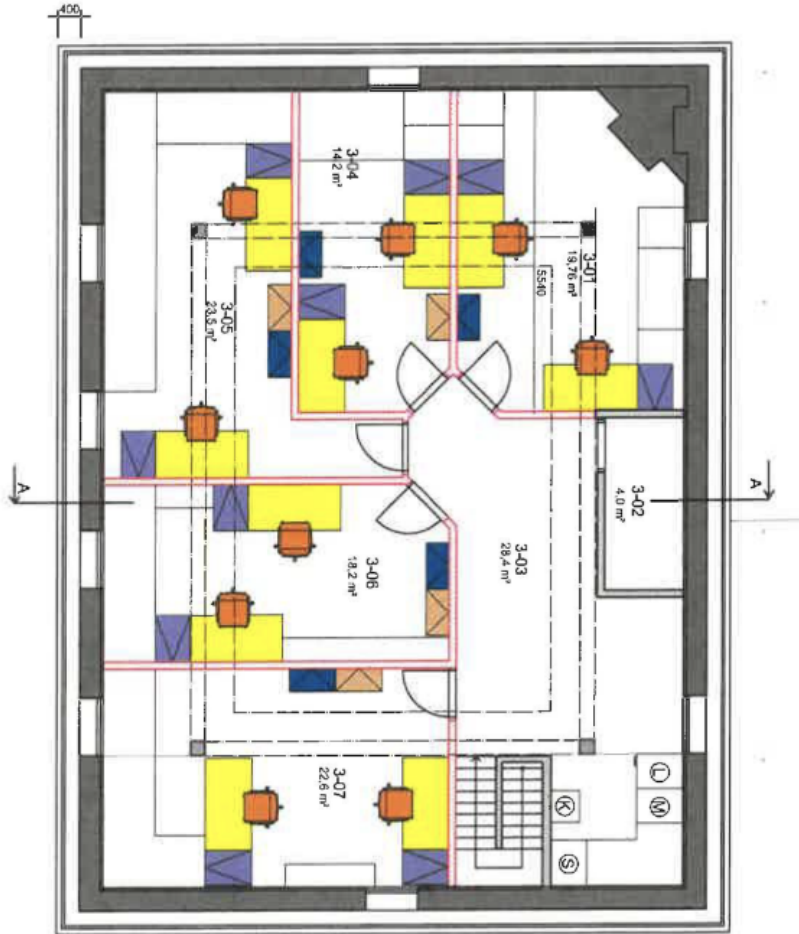 400
3-04
14,2 m²
3-01
19,76 m²
5540
3-05
23,5 m²
3-02
4,0 m²
A
A
3-03
28,4 m²
3-06
18,2 m²
3-07
22,6 m²
L
M
K
S